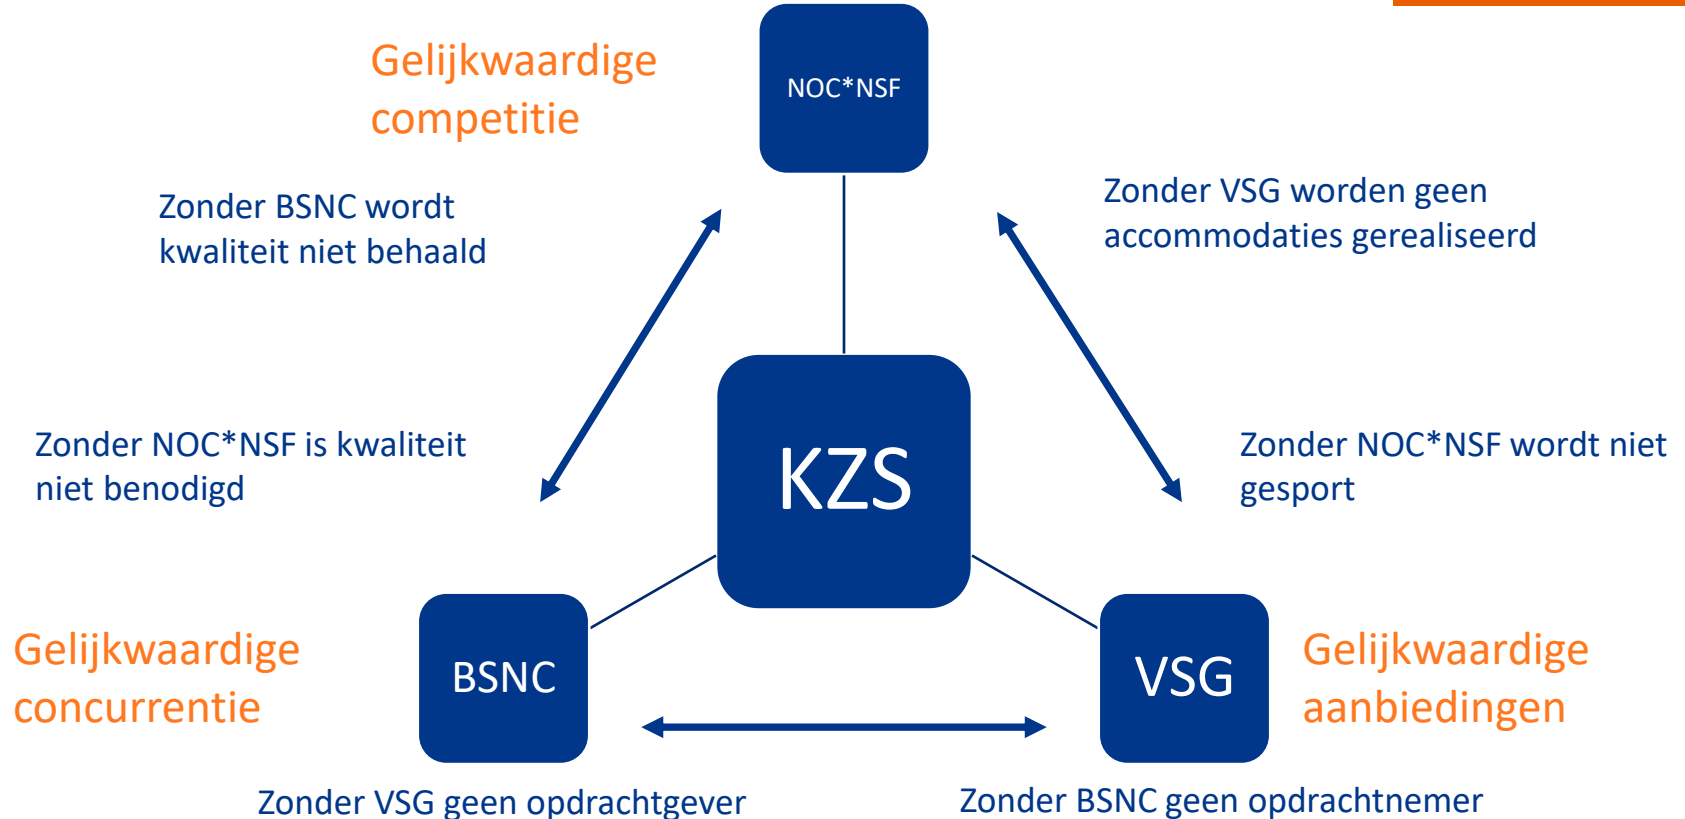 Gelijkwaardige
competitie
NOC*NSF
Zonder BSNC wordt
kwaliteit niet behaald
Zonder VSG worden geen
accommodaties gerealiseerd
Zonder NOC*NSF is kwaliteit
niet benodigd
KZS
Zonder NOC*NSF wordt niet
gesport
Gelijkwaardige
concurrentie
BSNC
VSG
Gelijkwaardige
aanbiedingen
Zonder VSG geen opdrachtgever
Zonder BSNC geen opdrachtnemer